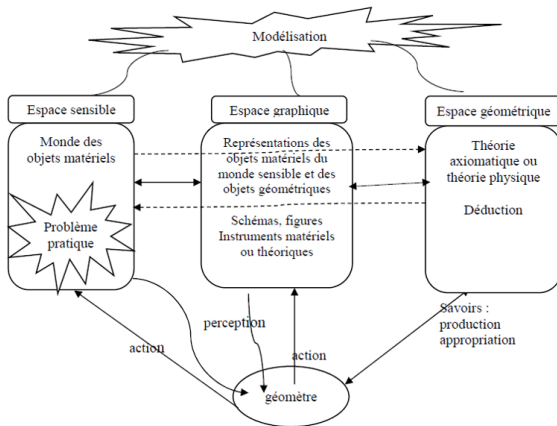 Modélisation
Espace sensible
Espace graphique
Espace géométrique
Monde des
objets matériels
Problème
pratique
Représentations des
objets matériels du
monde sensible et des
objets géométriques
Schémas, figures
Instruments matériels
ou théoriques
Théorie
axiomatique ou
théorie physique
Déduction
action
perception
action
Savoirs :
production
appropriation
géomètre